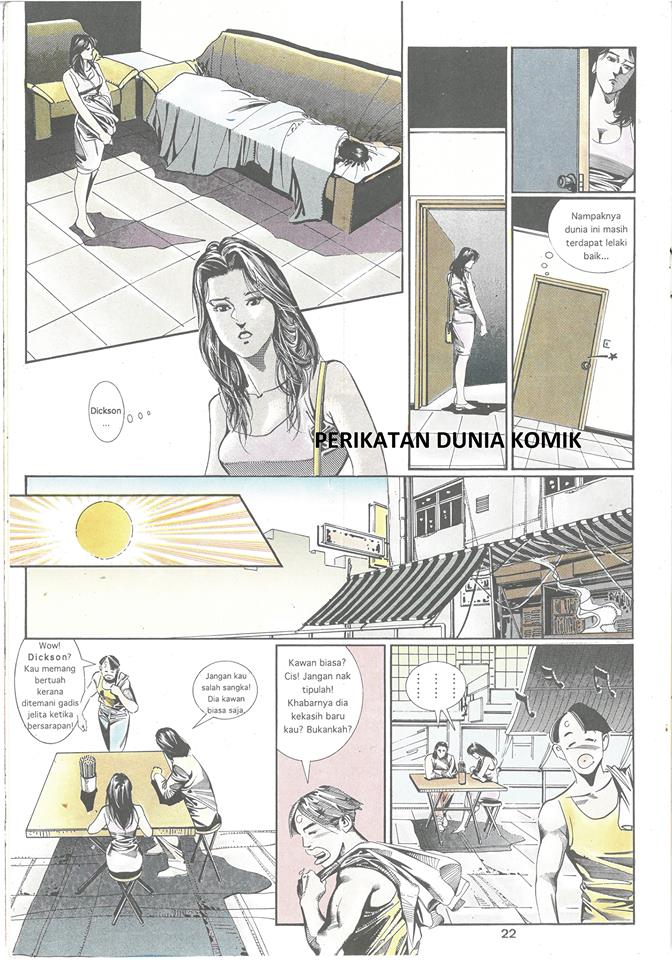 Nampaknya
dunia ini masih
terdapat lelaki
baik...
Dickson
...
PERIKATAN DUNIA KOMIK
Wow!
Dickson?
Kau memang
bertuah
kerana
ditemani gadis
jelita ketika
bersarapan!
Jangan kau
salah sangka!
Dia kawan
biasa saja.
Kawan biasa?
Cis! Jangan nak
tipulah!
Khabarnya dia
kekasih baru
kau? Bukankah?
......
22